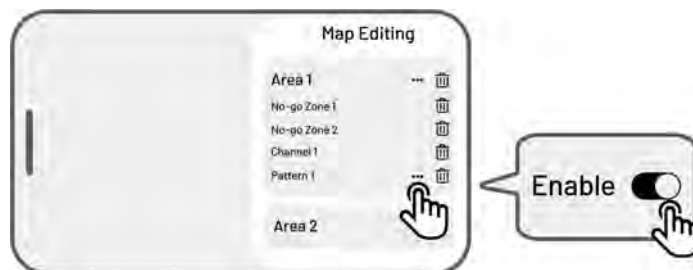 Map Editing
Area 1
No-go Zone 1
No-go Zone 2
Channel 1
Pattern 1
Enable
Area 2